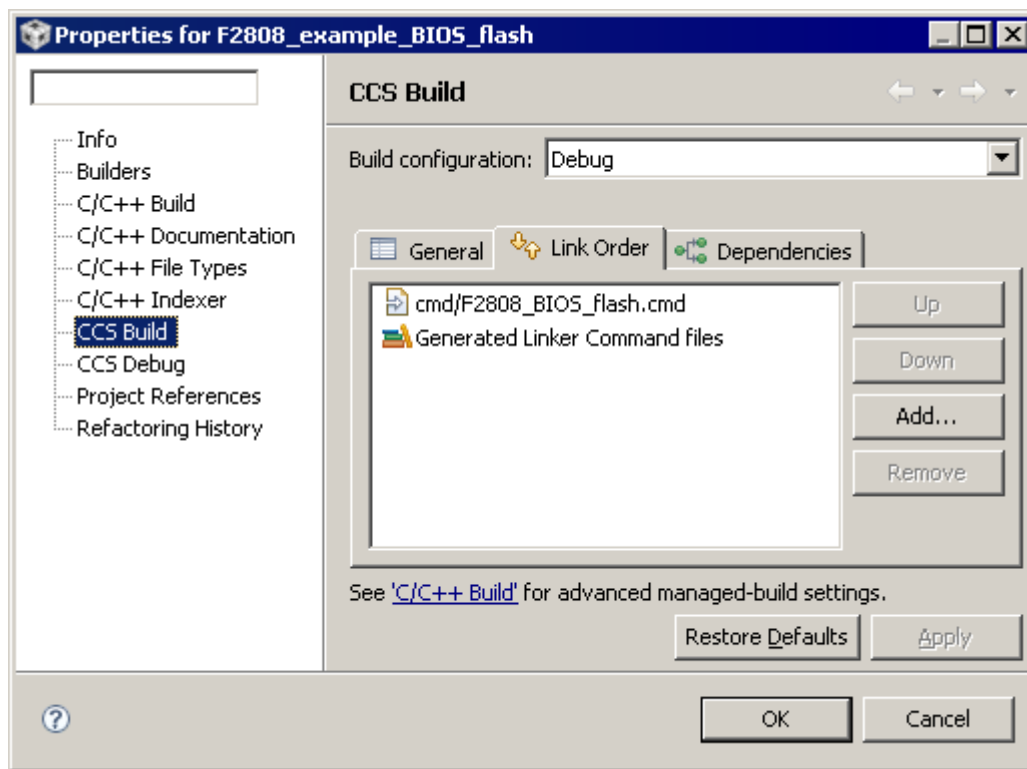 Properties for F2808_example_BIOS_flash
Info
Builders
C/C++ Build
C/C++ Documentation
C/C++ File Types
C/C++ Indexer
CCS Build
CCS Debug
Project References
Refactoring History
CCS Build
Build configuration: Debug
General Link Order Dependencies
cmd/F2808_BIOS_flash.cmd
Generated Linker Command files
Up
Down
Add...
Remove
See 'C/C++ Build' for advanced managed-build settings.
Restore Defaults Apply
? OK Cancel